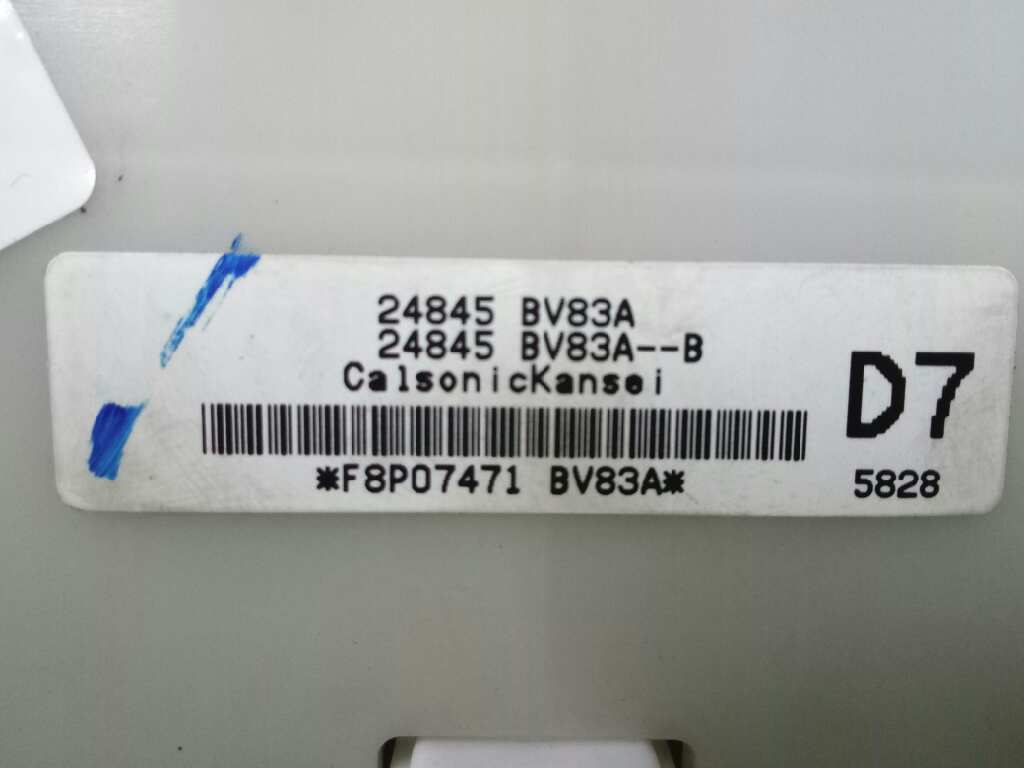 24845 BV83A
24845 BV83A--B
CalsonicKansei
D7
*F8P07471 BV83A*
5828